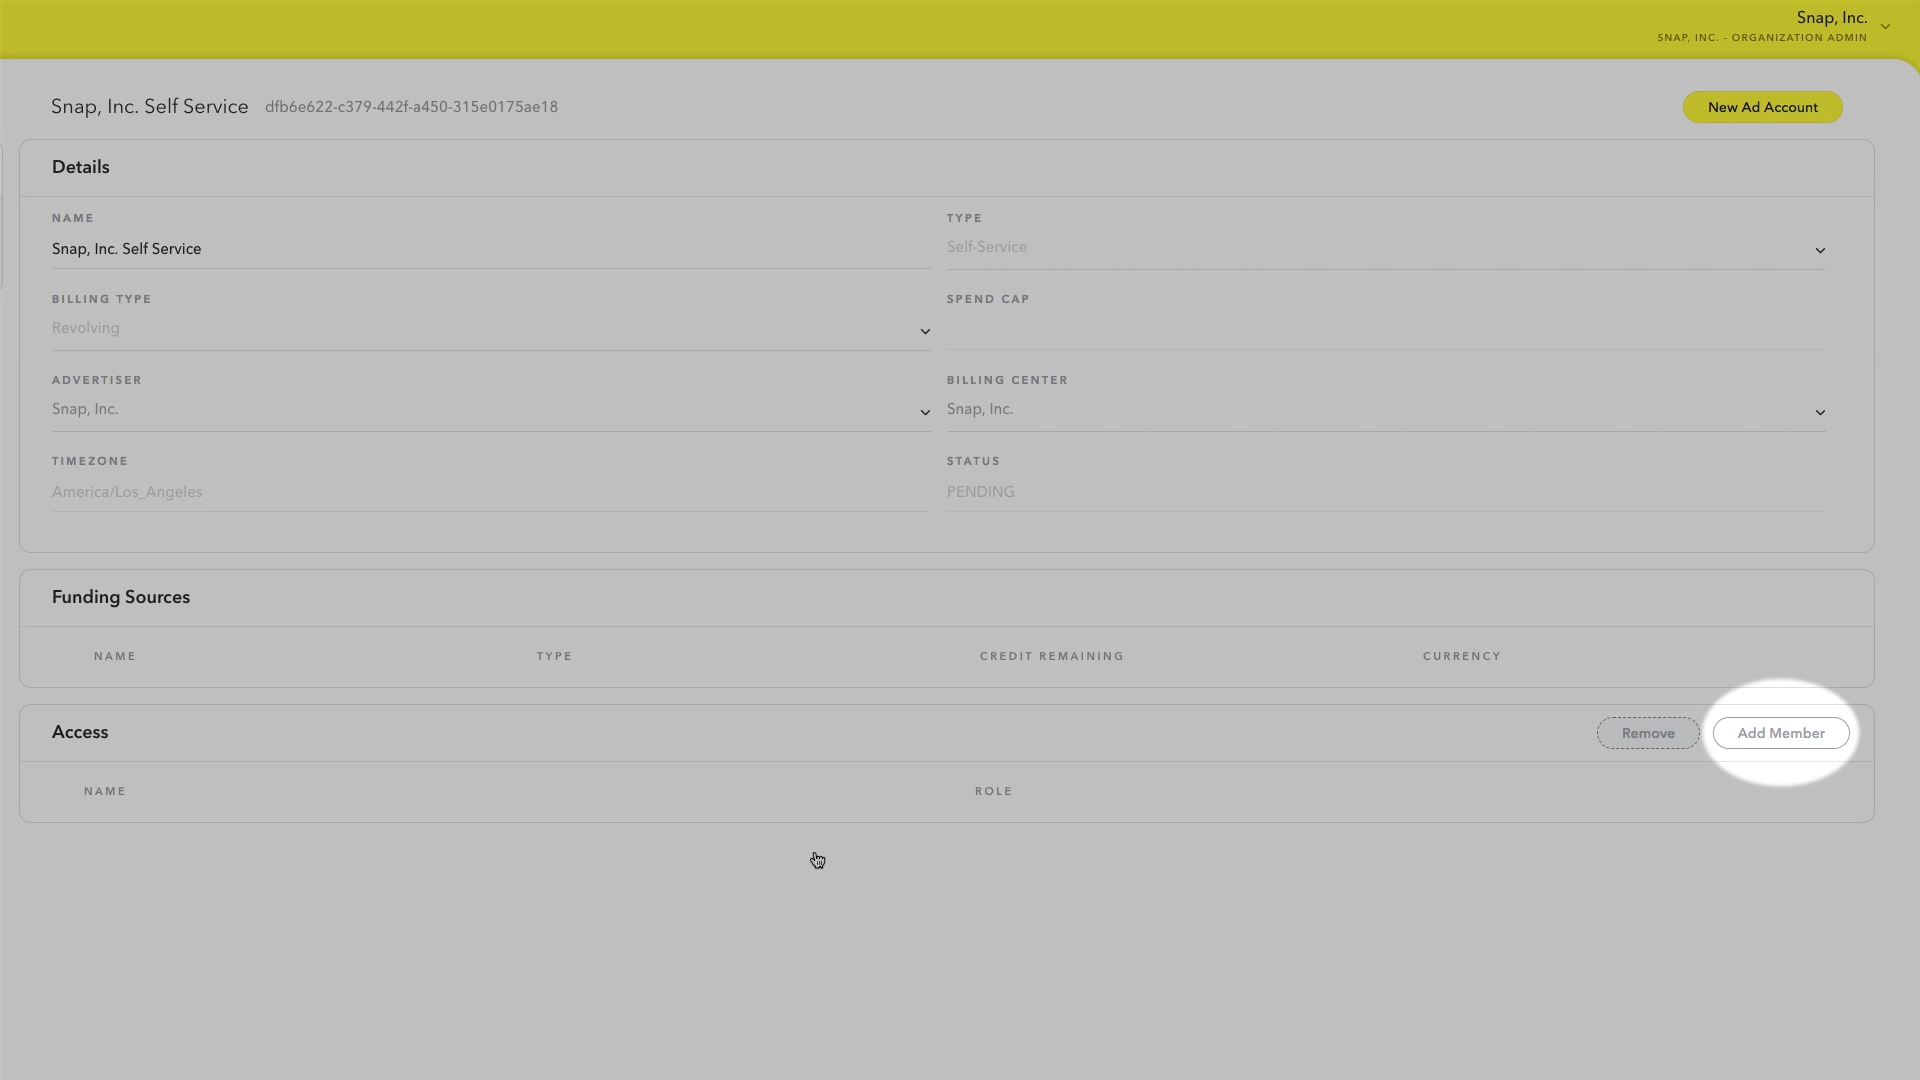 Snap, Inc.
SNAP, INC. - ORGANIZATION ADMIN
Snap, Inc. Self Service dfb6e622-c379-442f-a450-315e0175ae18
New Ad Account
Details
NAME
TYPE
Snap, Inc. Self Service
Self-Service
BILLING TYPE
SPEND CAP
Revolving
ADVERTISER
BILLING CENTER
Snap, Inc.
Snap, Inc.
TIMEZONE
STATUS
America/Los_Angeles
PENDING
Funding Sources
NAME TYPE CREDIT REMAINING CURRENCY
Access
Remove
Add Member
NAME ROLE